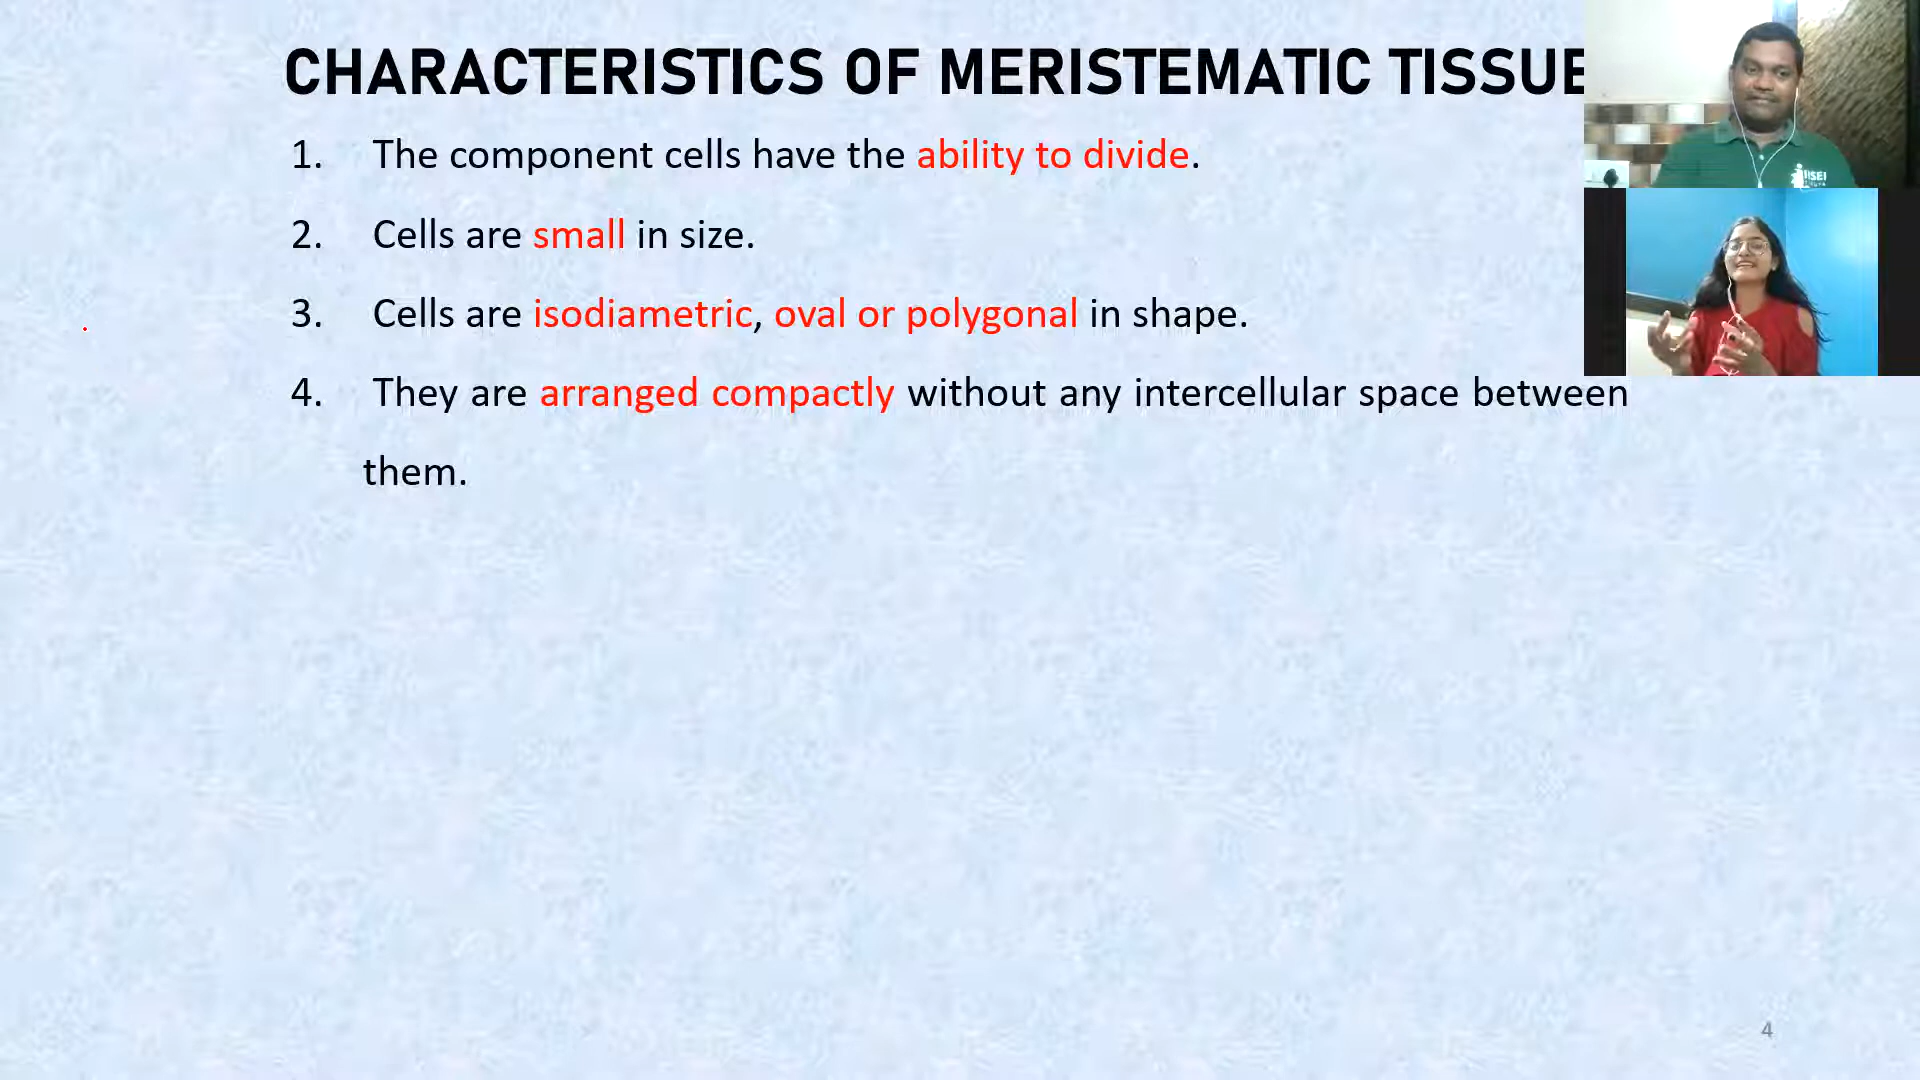 CHARACTERISTICS OF MERISTEMATIC TISSUE
1. The component cells have the ability to divide.
2. Cells are small in size.
3. Cells are isodiametric, oval or polygonal in shape.
4. They are arranged compactly without any intercellular space between
them.
4